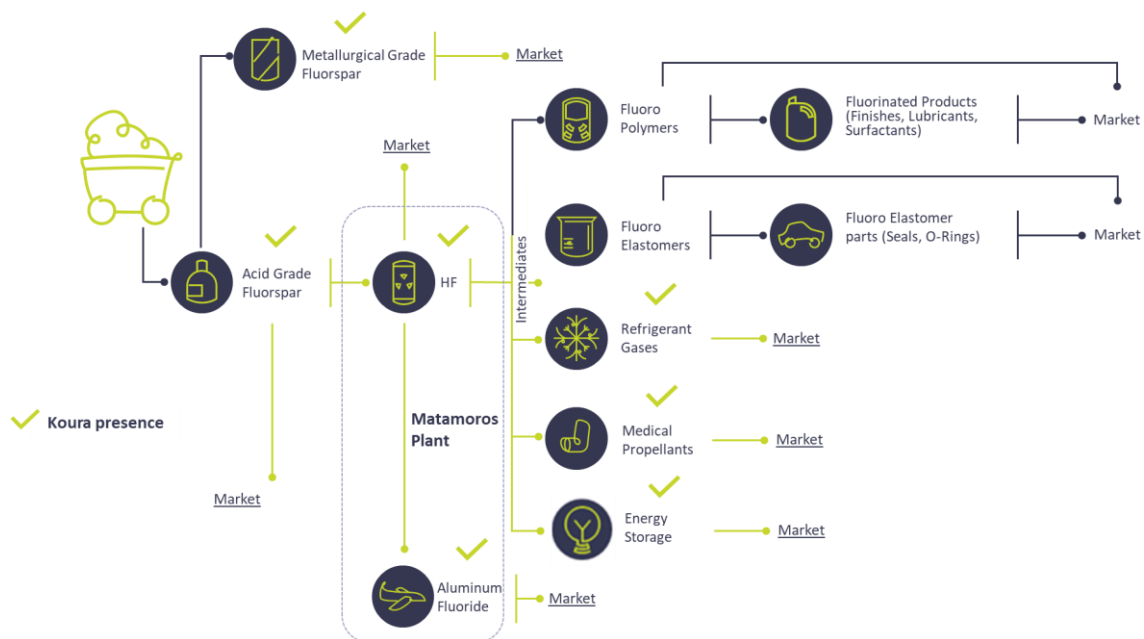 Metallurgical Grade
Fluorspar
Market
Fluoro
Polymers
Fluorinated Products
(Finishes, Lubricants,
Surfactants)
Market
Market
Fluoro
Elastomers
Fluoro Elastomer
parts (Seals, O-Rings)
Market
Acid Grade
Fluorspar
HF
Intermediates
Refrigerant
Gases
Market
Koura presence
Matamoros
Plant
Medical
Propellants
Market
Market
Energy
Storage
Market
Aluminum
Fluoride
Market